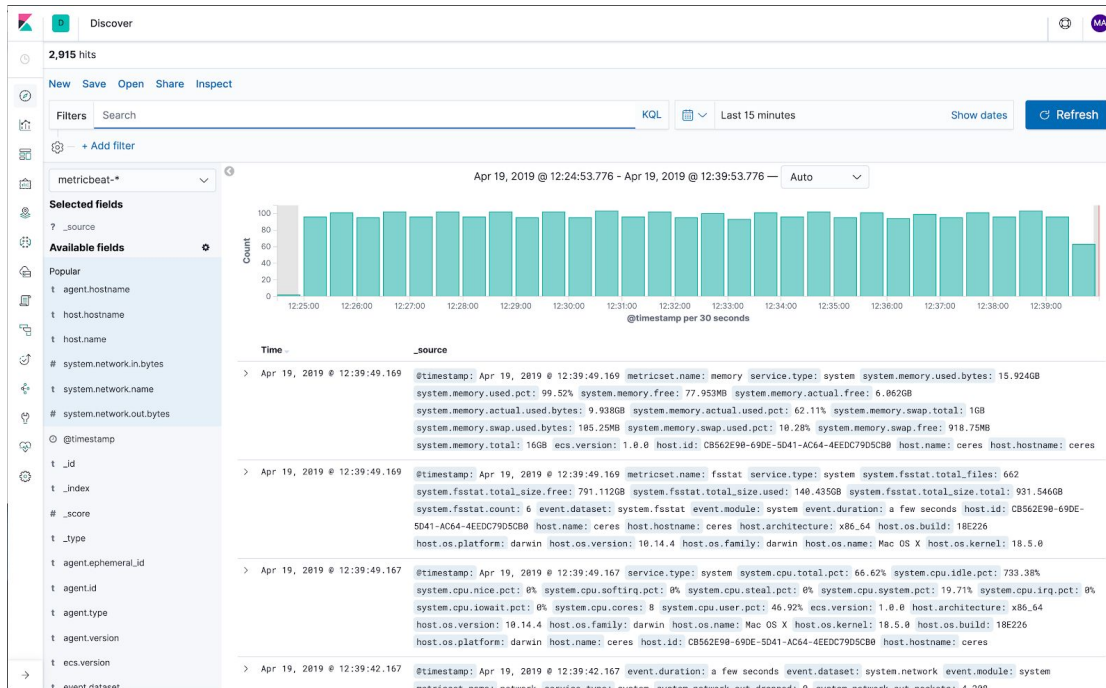 D Discover MA
2,915 hits
New Save Open Share Inspect
Filters Search KQL Last 15 minutes Show dates Refresh
+ Add filter
metricbeat-*
Selected fields
? _source
Available fields
Popular
t agent.hostname
t host.hostname
t host.name
# system.network.in.bytes
t system.network.name
# system.network.out.bytes
@timestamp
t _id
t _index
# _score
t _type
t agent.ephemeral_id
t agent.id
t agent.type
t agent.version
t ecs.version
t event.dataset
Apr 19, 2019 @ 12:24:53.776 - Apr 19, 2019 @ 12:39:53.776 — Auto
Count
100
80
60
40
20
0
12:25:00 12:26:00 12:27:00 12:28:00 12:29:00 12:30:00 12:31:00 12:32:00 12:33:00 12:34:00 12:35:00 12:36:00 12:37:00 12:38:00 12:39:00
@timestamp per 30 seconds
Time _source
Apr 19, 2019 @ 12:39:49.169 @timestamp: Apr 19, 2019 @ 12:39:49.169 metricset.name: memory service.type: system system.memory.used.bytes: 15.924GB
system.memory.used.pct: 99.52% system.memory.free: 77.953MB system.memory.actual.free: 6.062GB
system.memory.actual.used.bytes: 9.938GB system.memory.actual.used.pct: 62.11% system.memory.swap.total: 1GB
system.memory.swap.used.bytes: 105.25MB system.memory.swap.used.pct: 10.28% system.memory.swap.free: 918.75MB
system.memory.total: 16GB ecs.version: 1.0.0 host.id: CB562E90-69DE-5D41-AC64-4EEDC79D5CB0 host.name: ceres host.hostname: ceres
Apr 19, 2019 @ 12:39:49.169 @timestamp: Apr 19, 2019 @ 12:39:49.169 metricset.name: fsstat service.type: system system.fsstat.total_files: 662
system.fsstat.total_size.free: 791.112GB system.fsstat.total_size.used: 140.435GB system.fsstat.total_size.total: 931.546GB
system.fsstat.count: 6 event.dataset: system.fsstat event.module: system event.duration: a few seconds host.id: CB562E90-69DE-
5D41-AC64-4EEDC79D5CB0 host.name: ceres host.hostname: ceres host.architecture: x86_64 host.os.build: 18E226
host.os.platform: darwin host.os.version: 10.14.4 host.os.family: darwin host.os.name: Mac OS X host.os.kernel: 18.5.0
Apr 19, 2019 @ 12:39:49.167 @timestamp: Apr 19, 2019 @ 12:39:49.167 service.type: system system.cpu.total.pct: 66.62% system.cpu.idle.pct: 733.38%
system.cpu.nice.pct: 0% system.cpu.softirq.pct: 0% system.cpu.steal.pct: 0% system.cpu.system.pct: 19.71% system.cpu.irq.pct: 0%
system.cpu.iowait.pct: 0% system.cpu.cores: 8 system.cpu.user.pct: 46.92% ecs.version: 1.0.0 host.architecture: x86_64
host.os.version: 10.14.4 host.os.family: darwin host.os.name: Mac OS X host.os.kernel: 18.5.0 host.os.build: 18E226
host.os.platform: darwin host.name: ceres host.id: CB562E90-69DE-5D41-AC64-4EEDC79D5CB0 host.hostname: ceres
Apr 19, 2019 @ 12:39:42.167 @timestamp: Apr 19, 2019 @ 12:39:42.167 event.duration: a few seconds event.dataset: system.network event.module: system